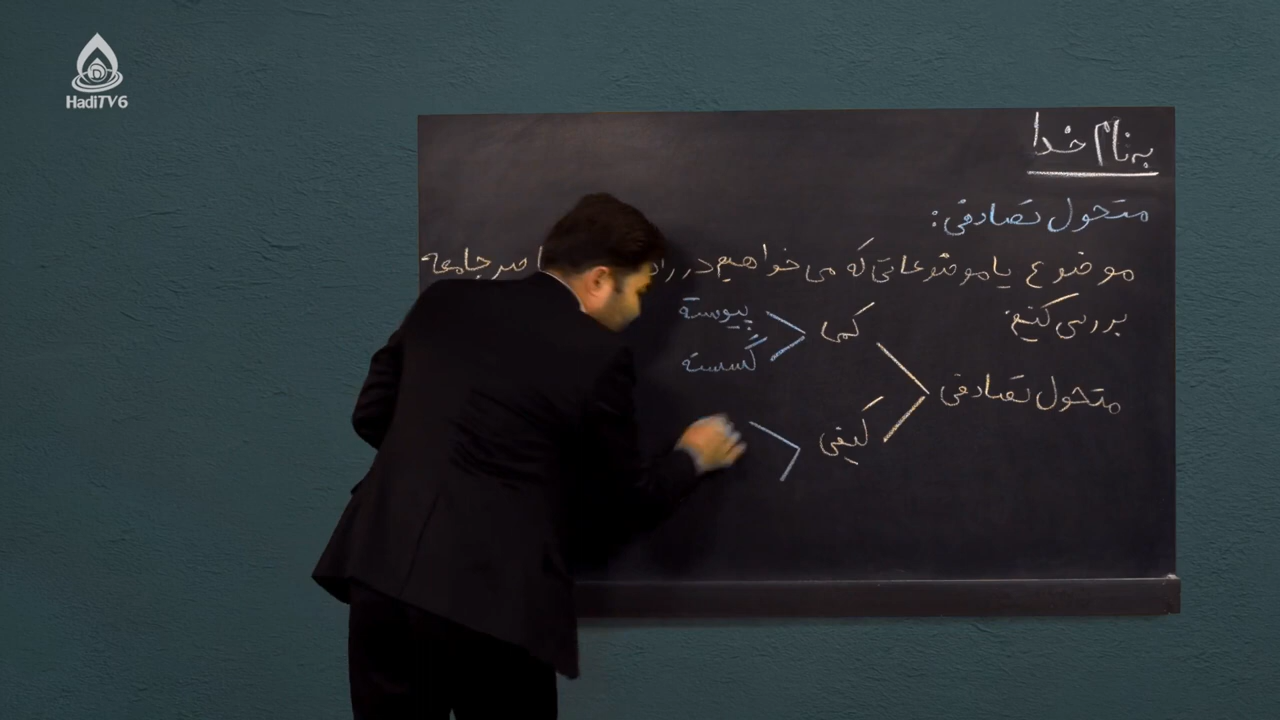 HadiTV6
به نام خدا
متحول تصادفی:
موضوع یا موضوعاتی که می خواهیم در جامعه
بررسی کنیم
پیوسته
کمی
گسسته
متحول تصادفی
کیفی